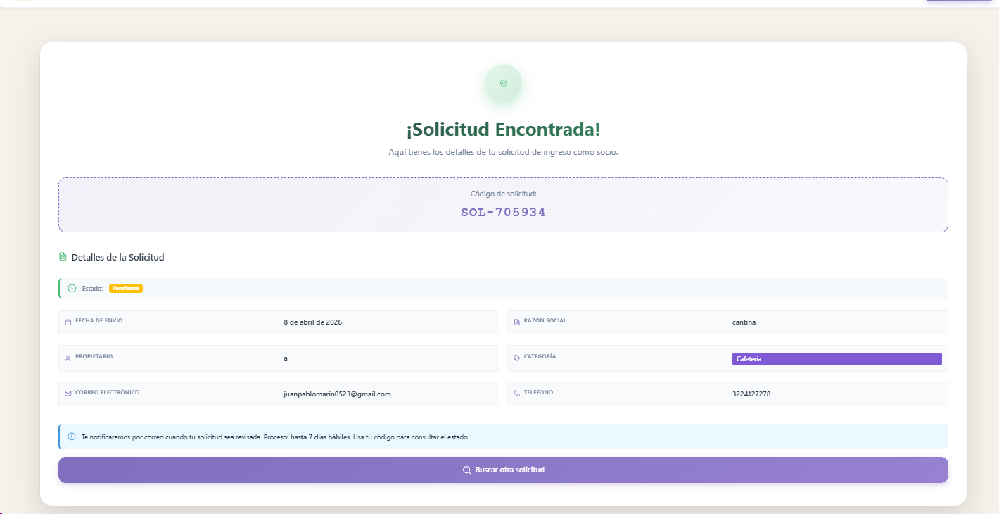 ¡Solicitud Encontrada!
Aquí tienes los detalles de tu solicitud de ingreso como socio.
Código de solicitud:
SOL-705934
Detalles de la Solicitud
Estado: Pendiente
FECHA DE ENVÍO 8 de abril de 2026
RAZÓN SOCIAL cantina
PROPIETARIO a
CATEGORÍA Cafetería
CORREO ELECTRÓNICO juanpablomarin0523@gmail.com
TELÉFONO 3224127278
Te notificaremos por correo cuando tu solicitud sea revisada. Proceso: hasta 7 días hábiles. Usa tu código para consultar el estado.
Buscar otra solicitud